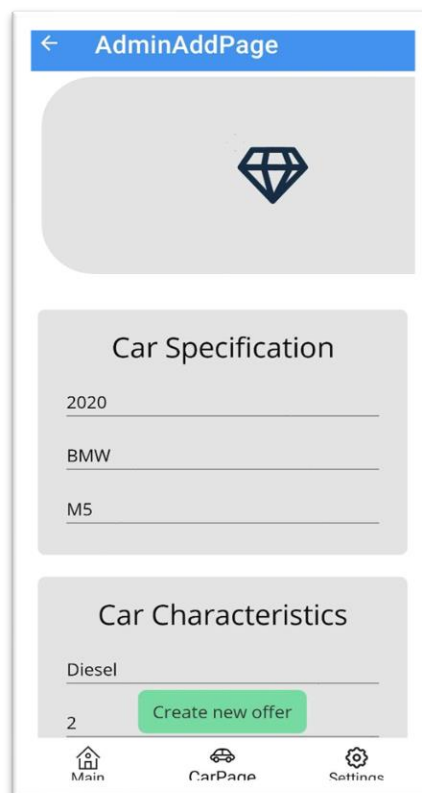 AdminAddPage
Car Specification
2020
BMW
M5
Car Characteristics
Diesel
2
Create new offer
Main
CarPage
Settings